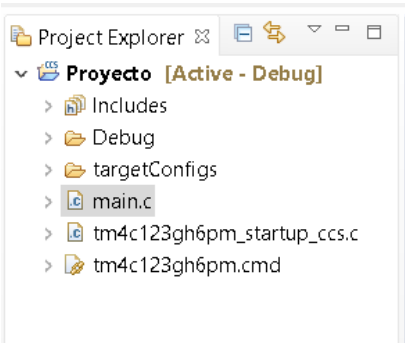 Project Explorer
Proyecto [Active - Debug]
Includes
Debug
targetConfigs
main.c
tm4c123gh6pm_startup_ccs.c
tm4c123gh6pm.cmd